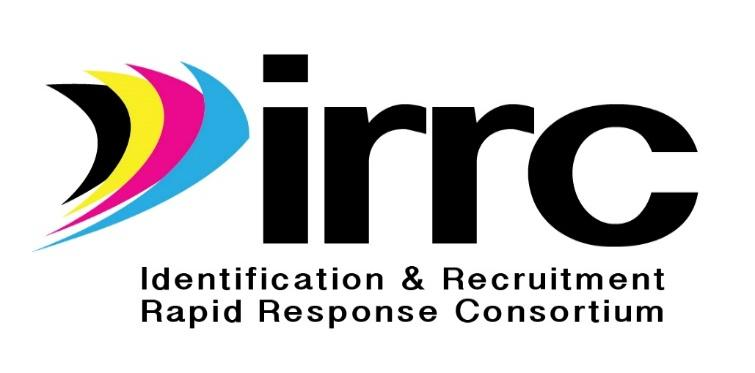 irrc
Identification & Recruitment
Rapid Response Consortium